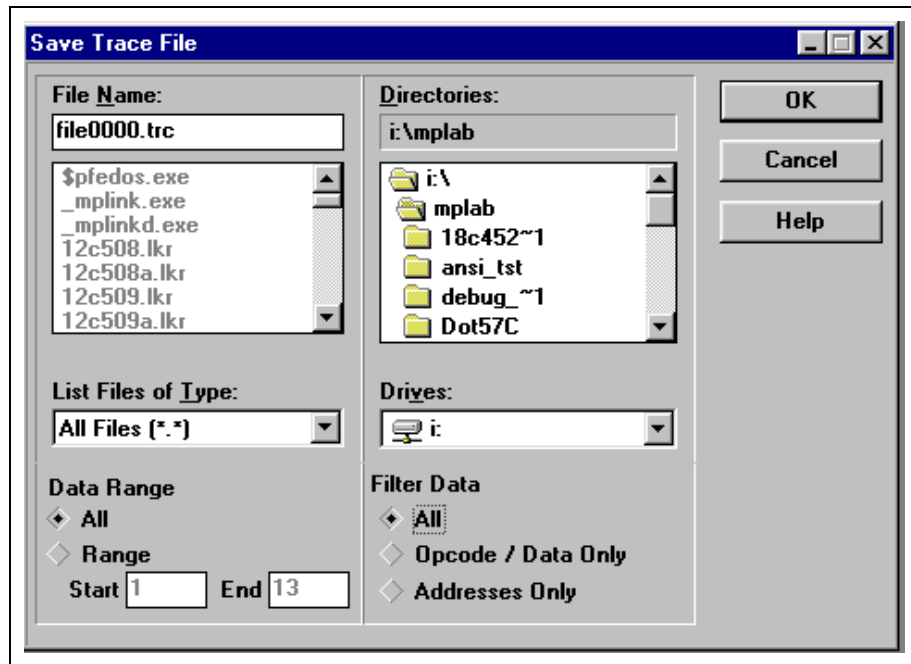 Save Trace File
File Name:
file0000.trc
$pfedos.exe
_mplink.exe
_mplinkd.exe
12c508.lkr
12c508a.lkr
12c509.lkr
12c509a.lkr
List Files of Type:
All Files (*.*)
Data Range
All
Range
Start 1 End 13
Directories:
i:\mplab
i:\
mplab
18c452~1
ansi_tst
debug_~1
Dot57C
Drives:
i:
Filter Data
All
Opcode / Data Only
Addresses Only
OK
Cancel
Help